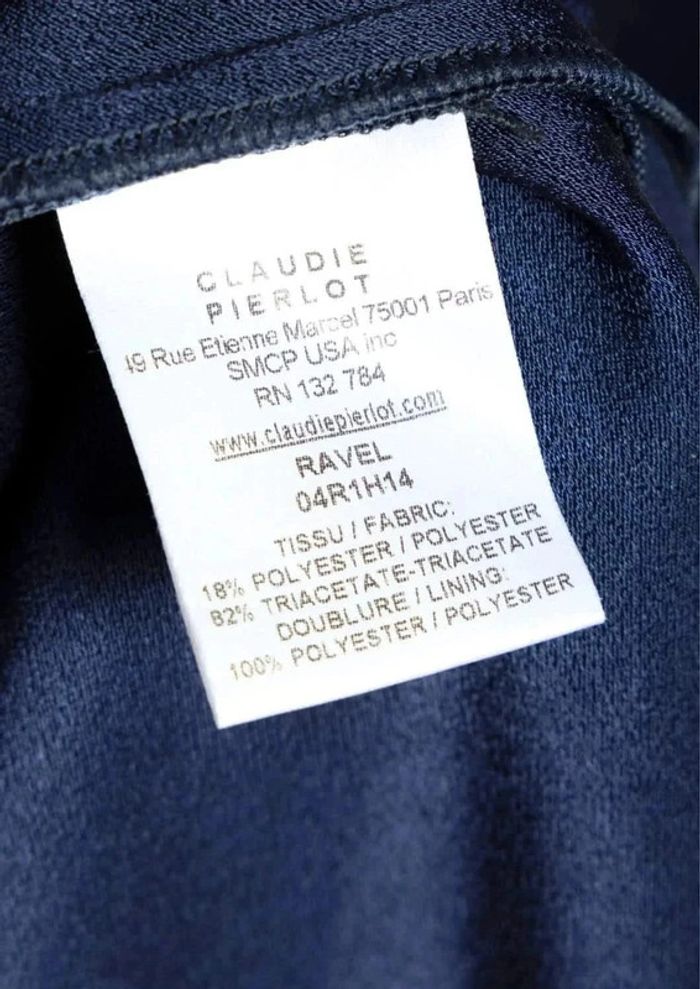 CLAUDIE
PIERLOT
19 Rue Etienne Marcel 75001 Paris
SMCP USA inc
RN 132 784
www.claudiepierlot.com
RAVEL
04R1H14
TISSU / FABRIC:
18% POLYESTER / POLYESTER
82% TRIACETATE-TRIACETATE
DOUBLURE / LINING:
100% POLYESTER / POLYESTER